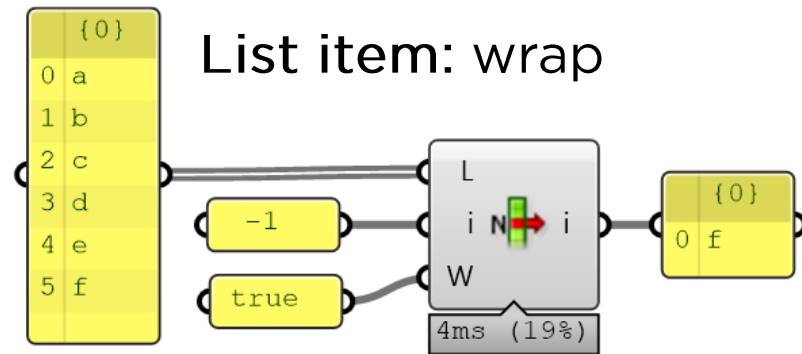 List item: wrap
{0}
0 a
1 b
2 c
3 d
4 e
5 f
-1
true
L
i N i
W
4ms (19%)
{0}
0 f